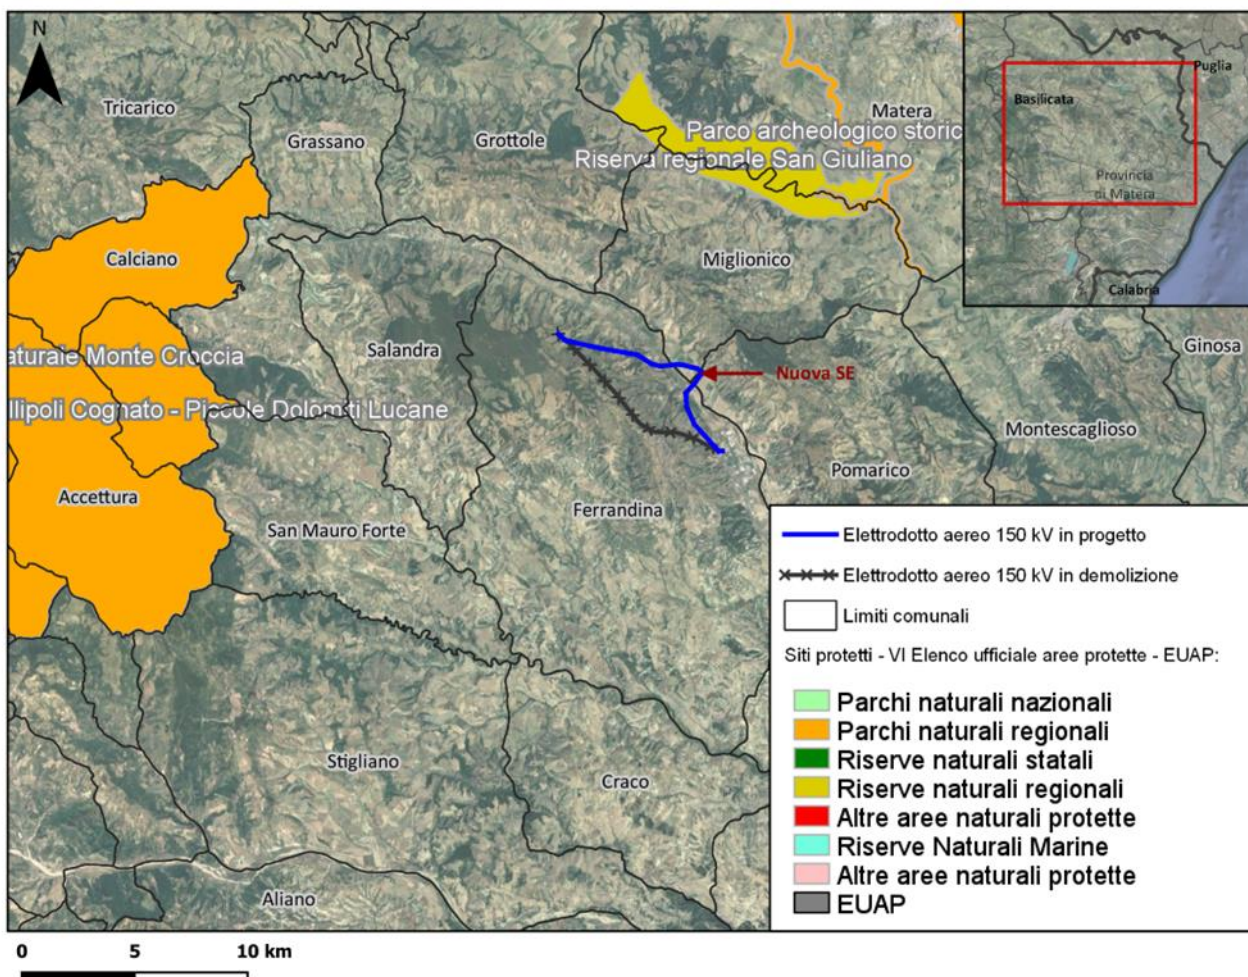 N
Tricarico
Grassano
Grottole
Matera
Parco archeologico storic
Riserva regionale San Giuliano
Puglia
Basilicata
Provincia
di Matera
Calabria
Calciano
Miglionico
Salandra
Ginosa
aturale Monte Croccia
Nuova SE
llipoli Cognato - Piccole Dolomiti Lucane
Montescaglioso
Pomarico
Accettura
Ferrandina
San Mauro Forte
Stigliano
Craco
Aliano
Elettrodotto aereo 150 kV in progetto
Elettrodotto aereo 150 kV in demolizione
Limiti comunali
Siti protetti - VI Elenco ufficiale aree protette - EUAP:
Parchi naturali nazionali
Parchi naturali regionali
Riserve naturali statali
Riserve naturali regionali
Altre aree naturali protette
Riserve Naturali Marine
Altre aree naturali protette
EUAP
0 5 10 km